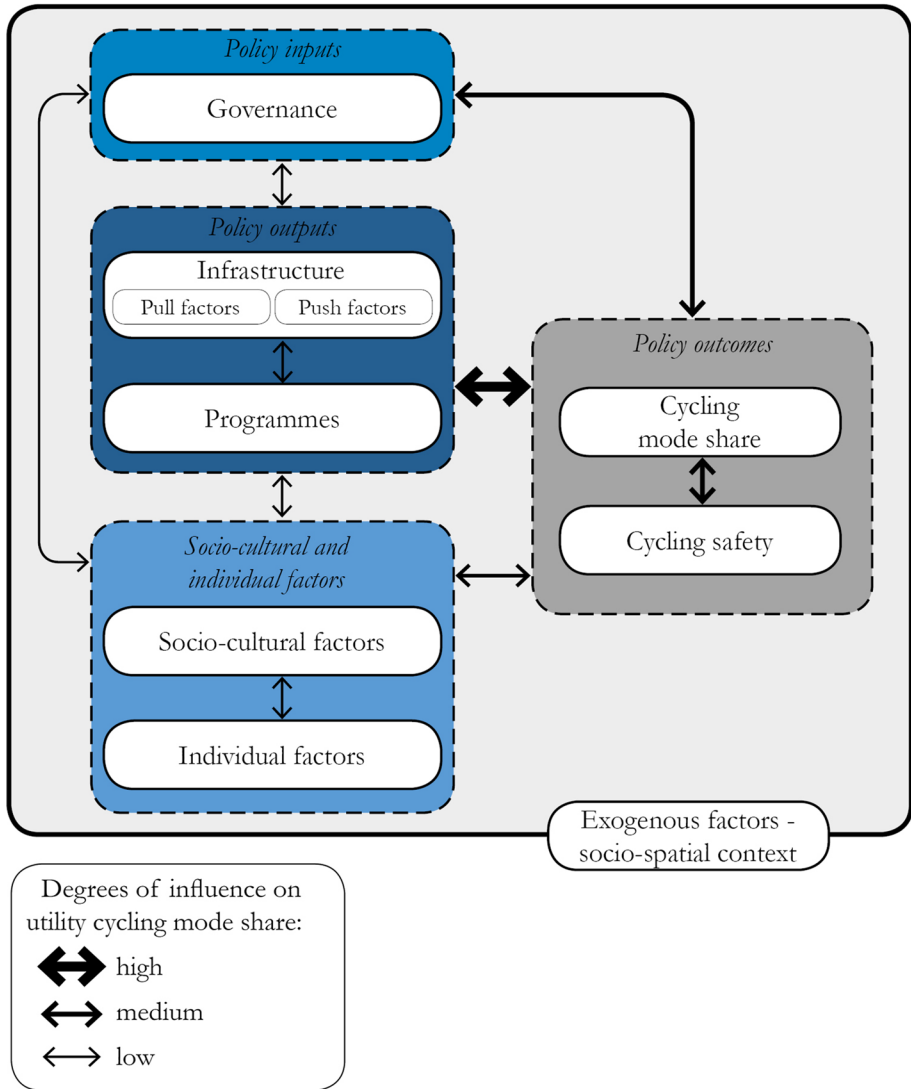 Policy inputs
Governance
Policy outputs
Infrastructure
Pull factors
Push factors
Programmes
Policy outcomes
Cycling
mode share
Cycling safety
Socio-cultural and
individual factors
Socio-cultural factors
Individual factors
Exogenous factors -
socio-spatial context
Degrees of influence on
utility cycling mode share:
high
medium
low